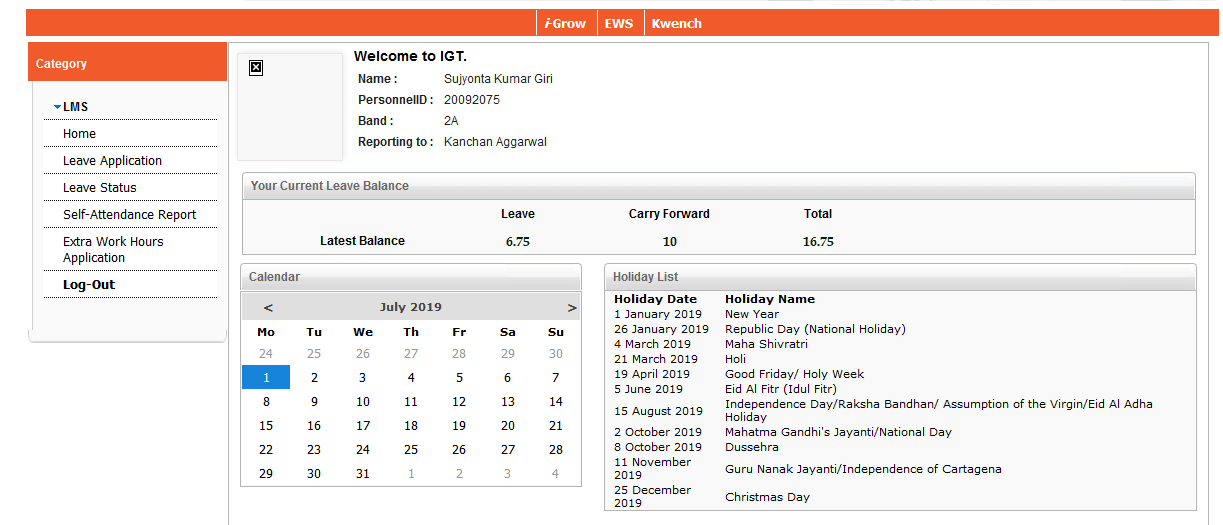 i-Grow EWS Kwench
Category
LMS
Home
Leave Application
Leave Status
Self-Attendance Report
Extra Work Hours
Application
Log-Out
Welcome to IGT.
Name : Sujyonta Kumar Giri
PersonnelID : 20092075
Band : 2A
Reporting to : Kanchan Aggarwal
Your Current Leave Balance
Leave Carry Forward Total
Latest Balance 6.75 10 16.75
Calendar
< July 2019 >
Mo Tu We Th Fr Sa Su
24 25 26 27 28 29 30
1 2 3 4 5 6 7
8 9 10 11 12 13 14
15 16 17 18 19 20 21
22 23 24 25 26 27 28
29 30 31 1 2 3 4
Holiday List
Holiday Date Holiday Name
1 January 2019 New Year
26 January 2019 Republic Day (National Holiday)
4 March 2019 Maha Shivratri
21 March 2019 Holi
19 April 2019 Good Friday/ Holy Week
5 June 2019 Eid Al Fitr (Idul Fitr)
15 August 2019 Independence Day/Raksha Bandhan/ Assumption of the Virgin/Eid Al Adha
Holiday
2 October 2019 Mahatma Gandhi's Jayanti/National Day
8 October 2019 Dussehra
11 November
2019 Guru Nanak Jayanti/Independence of Cartagena
25 December
2019 Christmas Day